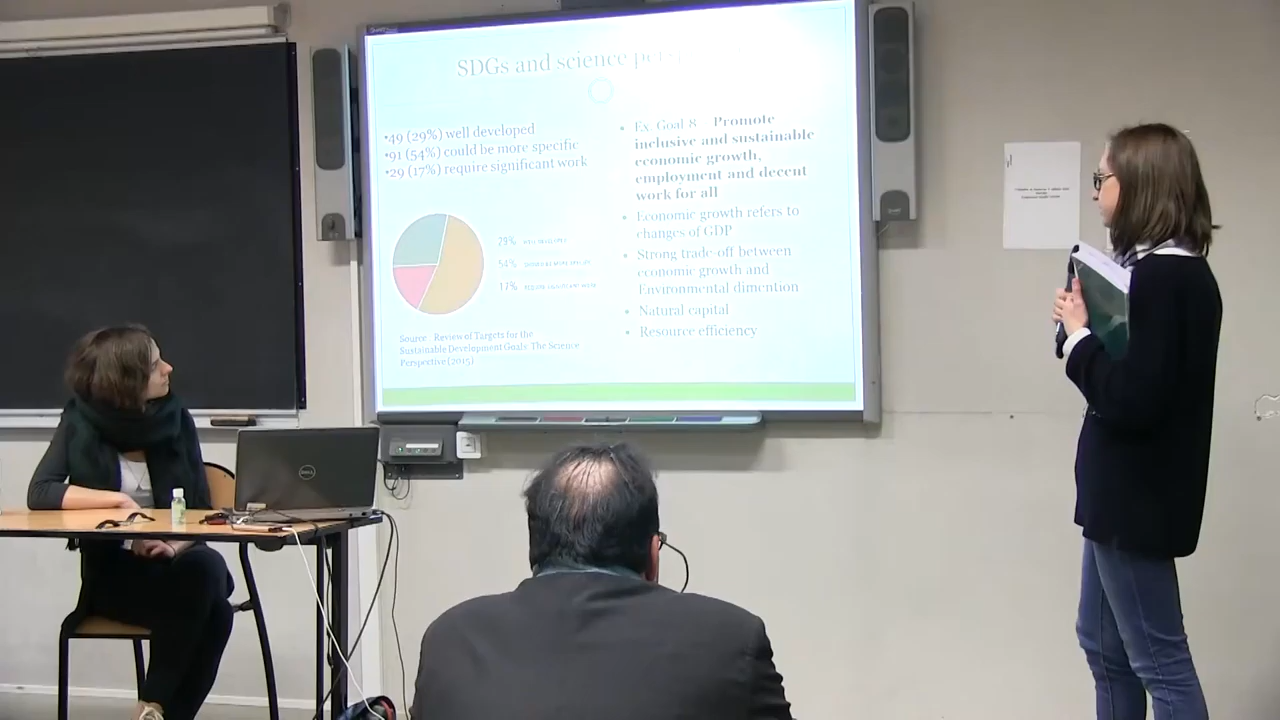 SDGs and science
•49 (29%) well developed
•91 (54%) could be more specific
•29 (17%) require significant work
29%
54%
17%
Source Review of Targets for the
Sustainable Development Goals: The Science
Perspective (2015)
• Ex. Goal 8 Promote
inclusive and sustainable
economic growth,
employment and decent
work for all
• Economic growth refers to
changes of GDP
• Strong trade-off between
economic growth and
Environmental dimention
• Natural capital
• Resource efficiency
DELL